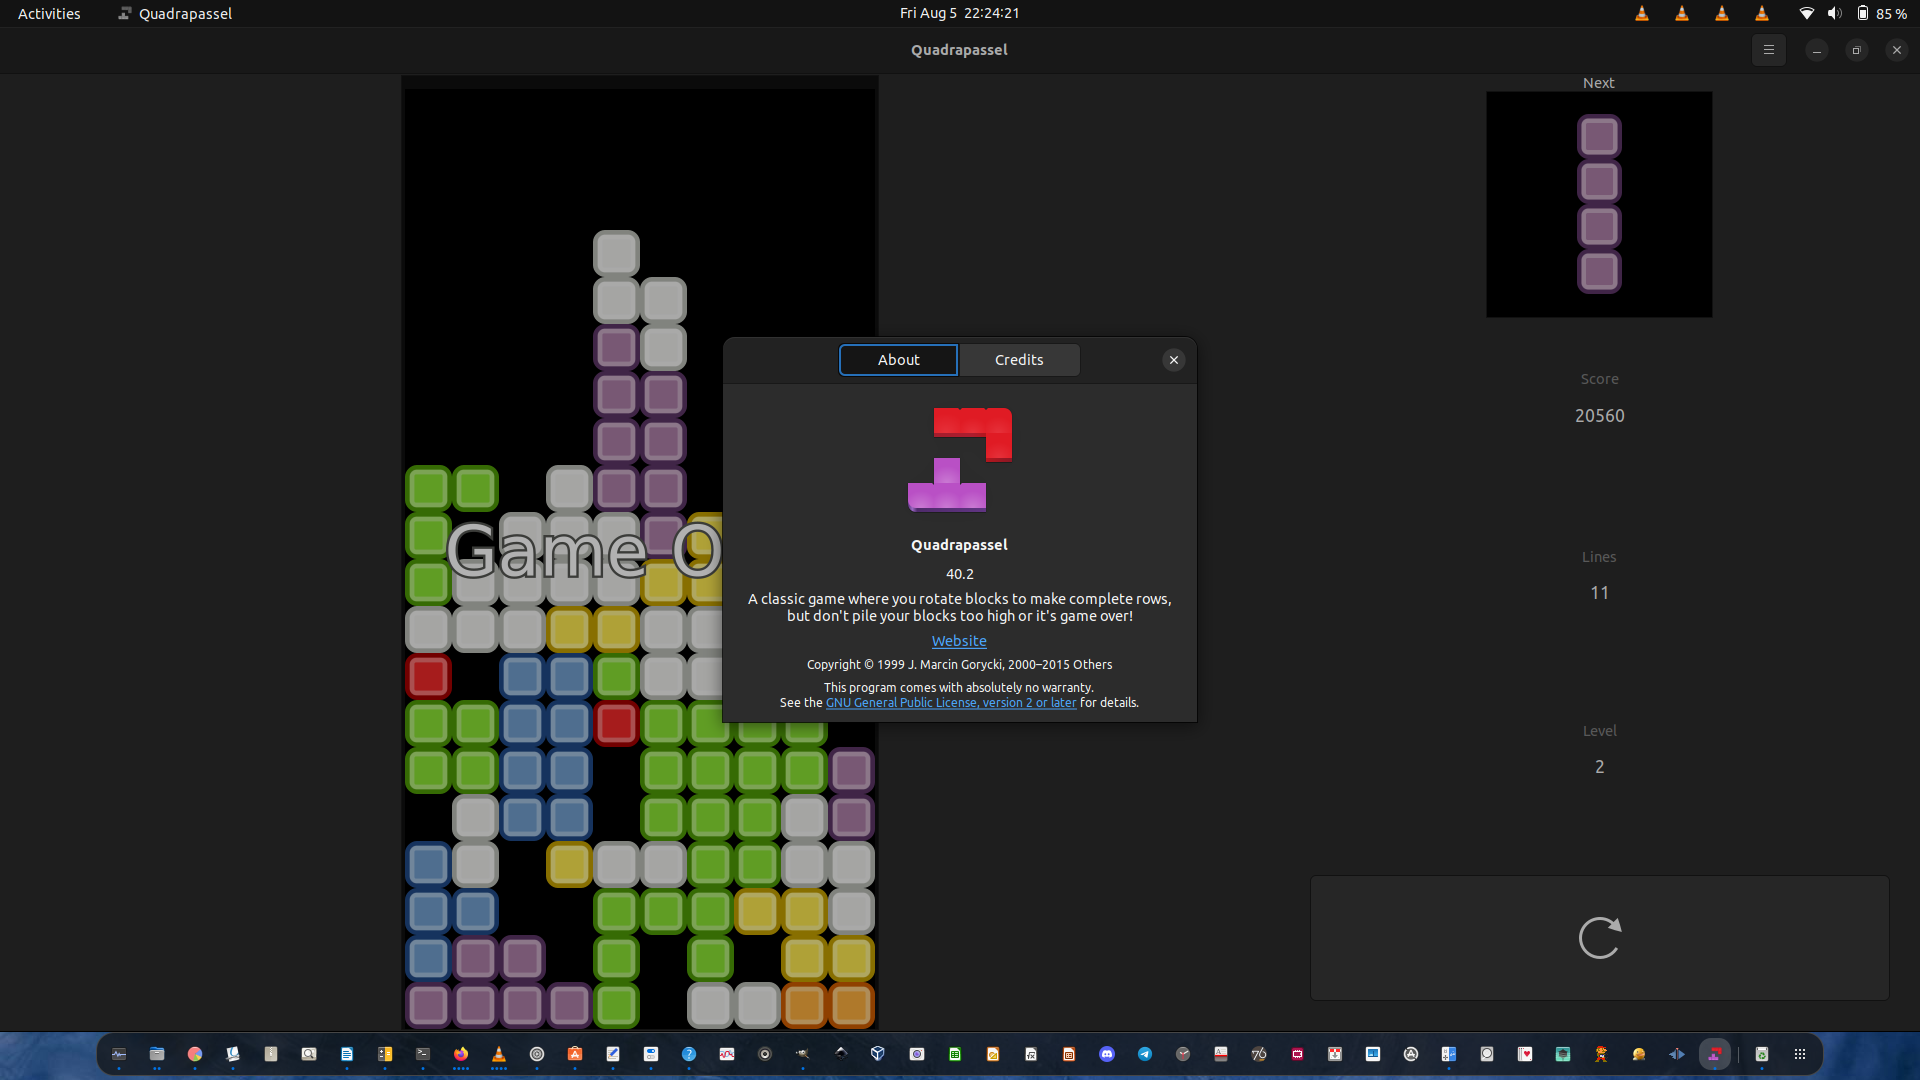 Activities
Quadrapassel
Fri Aug 5 22:24:21
85 %
Quadrapassel
Next
About
Credits
Score
20560
Game O
Quadrapassel
40.2
A classic game where you rotate blocks to make complete rows,
but don't pile your blocks too high or it's game over!
Website
Copyright © 1999 J. Marcin Gorycki, 2000–2015 Others
This program comes with absolutely no warranty.
See the GNU General Public License, version 2 or later for details.
Lines
11
Level
2